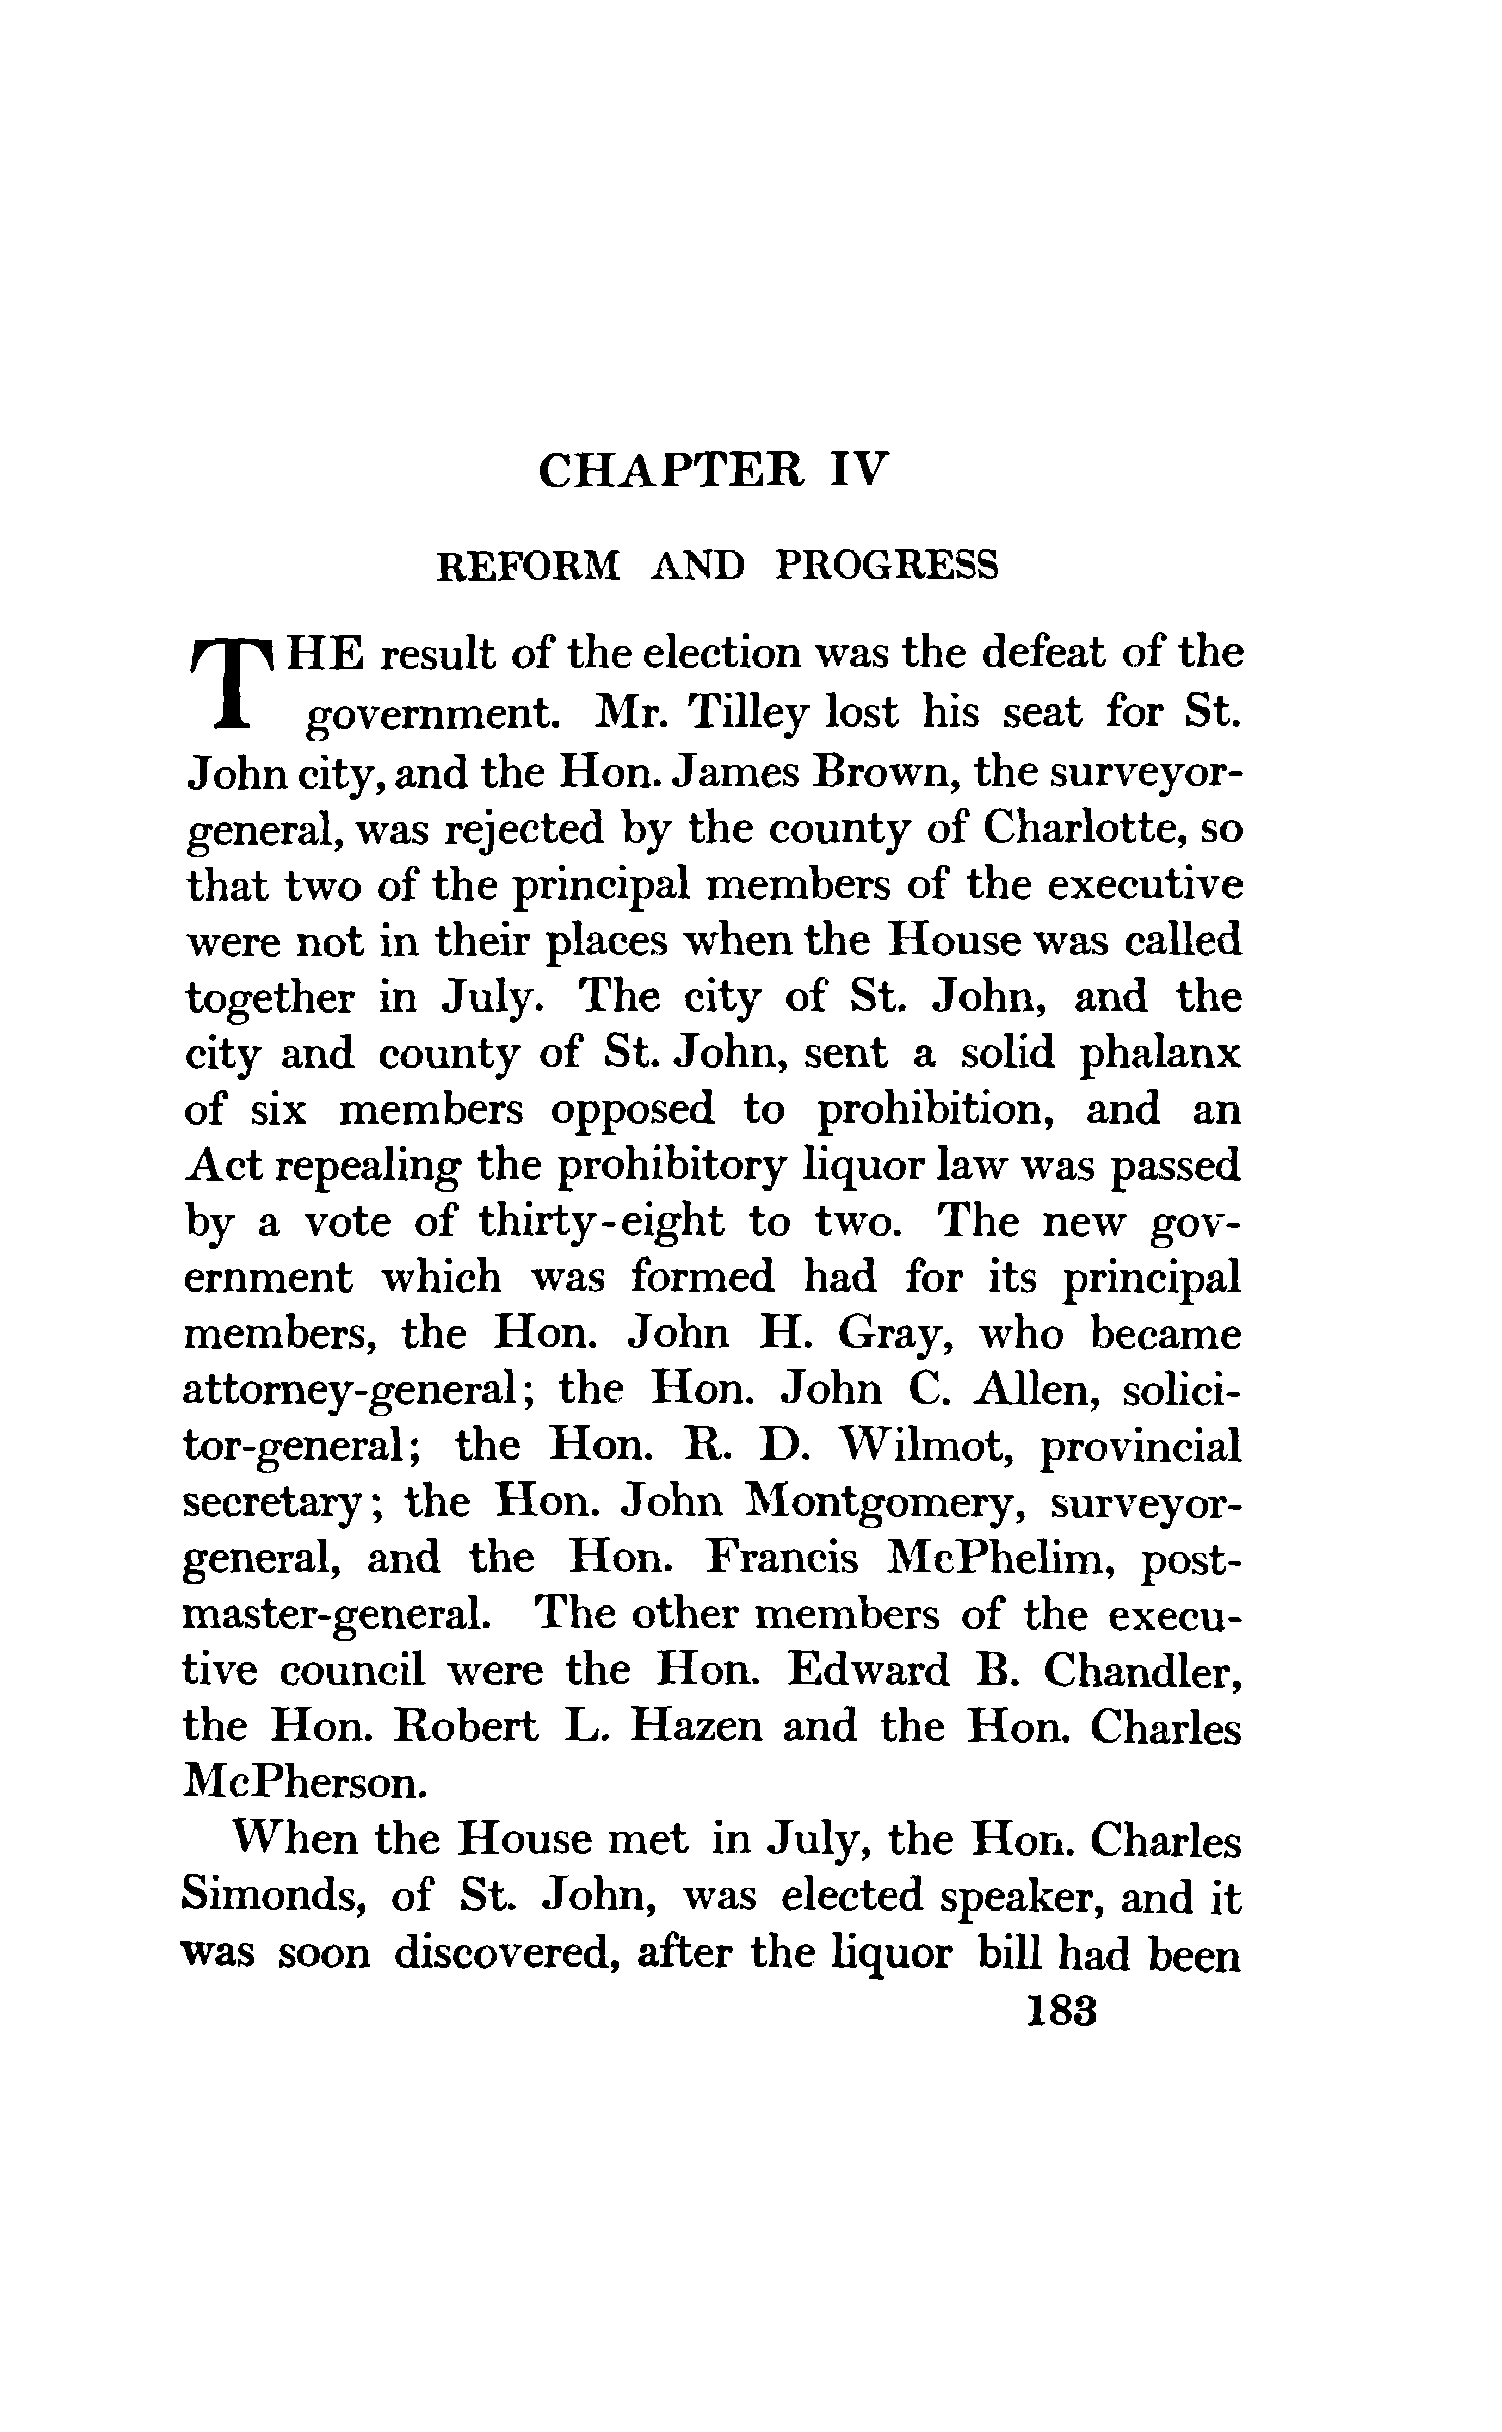 CHAPTER IV
REFORM AND PROGRESS
THE result of the election was the defeat of the
government. Mr. Tilley lost his seat for St.
John city, and the Hon. James Brown, the surveyor-
general, was rejected by the county of Charlotte, so
that two of the principal members of the executive
were not in their places when the House was called
together in July. The city of St. John, and the
city and county of St. John, sent a solid phalanx
of six members opposed to prohibition, and an
Act repealing the prohibitory liquor law was passed
by a vote of thirty-eight to two. The new gov-
ernment which was formed had for its principal
members, the Hon. John H. Gray, who became
attorney-general; the Hon. John C. Allen, solici-
tor-general; the Hon. R. D. Wilmot, provincial
secretary; the Hon. John Montgomery, surveyor-
general, and the Hon. Francis McPhelim, post-
master-general. The other members of the execu-
tive council were the Hon. Edward B. Chandler,
the Hon. Robert L. Hazen and the Hon. Charles
McPherson.
When the House met in July, the Hon. Charles
Simonds, of St. John, was elected speaker, and it
was soon discovered, after the liquor bill had been
183